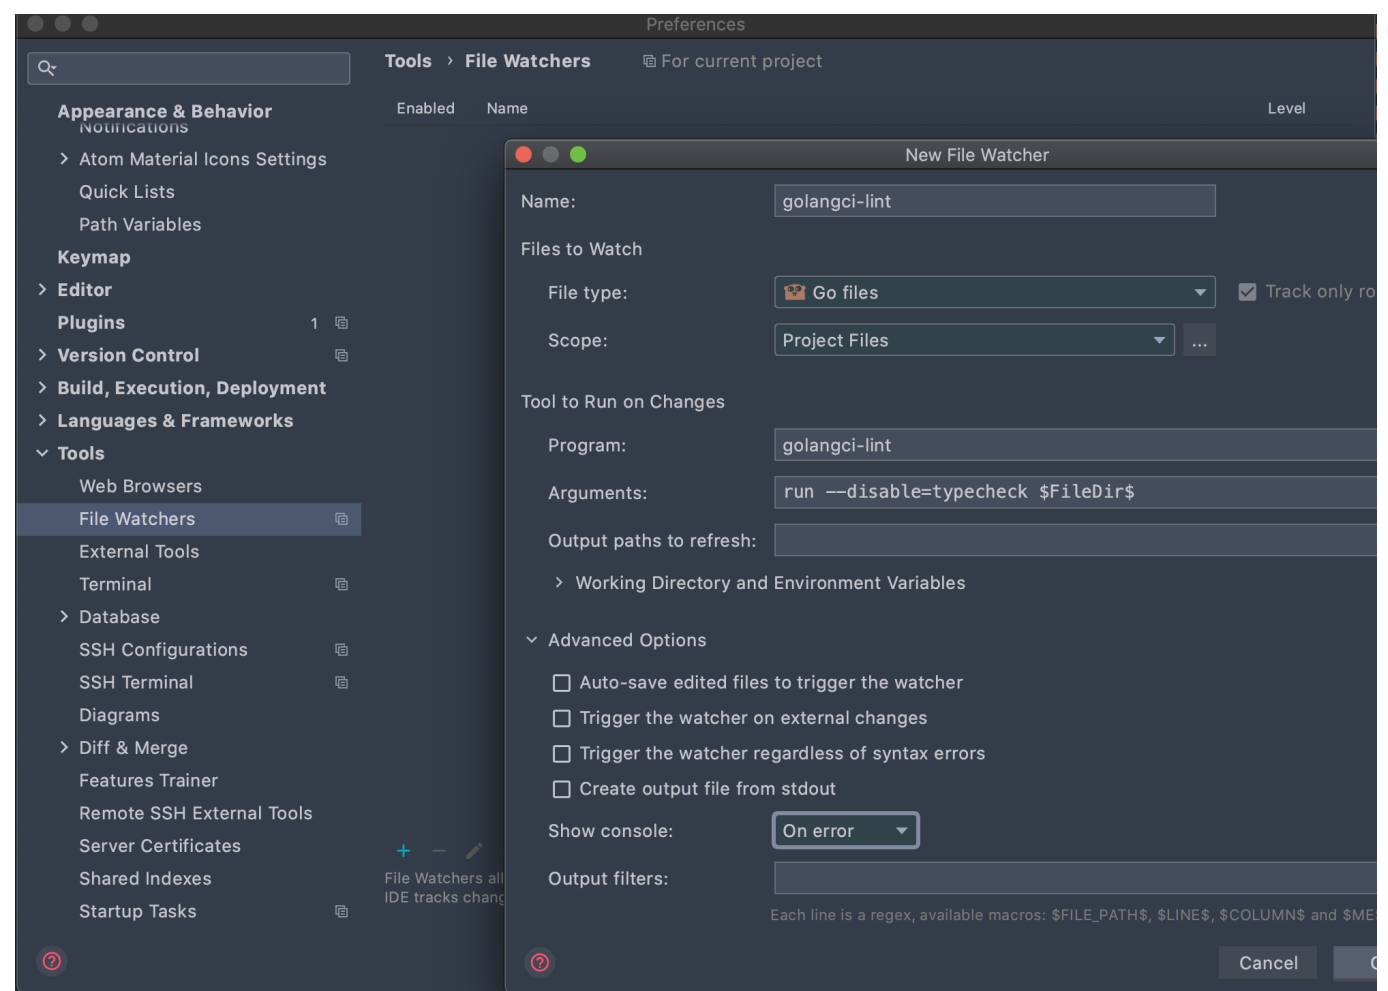 Preferences
Tools › File Watchers For current project
Appearance & Behavior
Notifications
Atom Material Icons Settings
Quick Lists
Path Variables
Keymap
Editor
Plugins 1
Version Control
Build, Execution, Deployment
Languages & Frameworks
Tools
Web Browsers
File Watchers
External Tools
Terminal
Database
SSH Configurations
SSH Terminal
Diagrams
Diff & Merge
Features Trainer
Remote SSH External Tools
Server Certificates
Shared Indexes
Startup Tasks
Enabled Name Level
File Watchers all
IDE tracks chang
New File Watcher
Name: golangci-lint
Files to Watch
File type: Go files Track only ro
Scope: Project Files ...
Tool to Run on Changes
Program: golangci-lint
Arguments: run --disable=typecheck $FileDir$
Output paths to refresh:
Working Directory and Environment Variables
Advanced Options
Auto-save edited files to trigger the watcher
Trigger the watcher on external changes
Trigger the watcher regardless of syntax errors
Create output file from stdout
Show console: On error
Output filters:
Each line is a regex, available macros: $FILE_PATH$, $LINE$, $COLUMN$ and $ME
Cancel